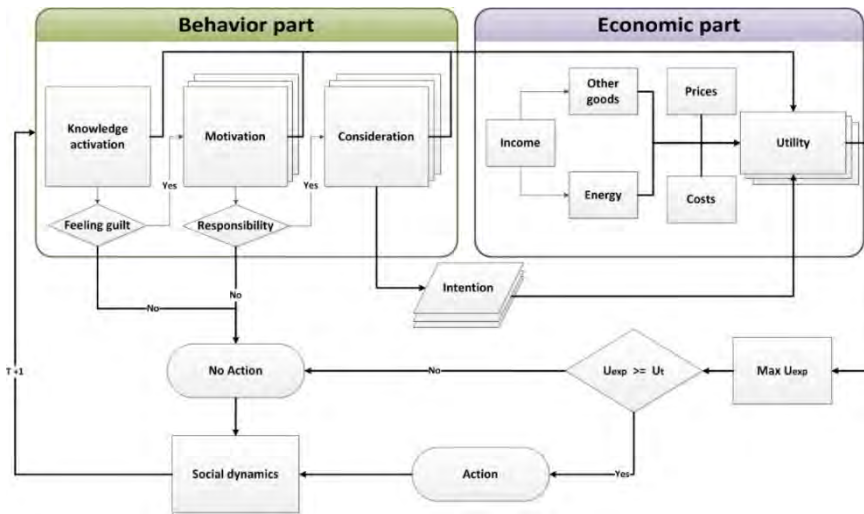 Behavior part
Economic part
Knowledge
activation
Motivation
Consideration
Yes
Yes
Feeling guilt
Responsibility
Income
Other
goods
Energy
Prices
Costs
Utility
No
No
Intention
T+1
No Action
No
Uexp >= Ut
Max Uexp
Social dynamics
Action
Yes